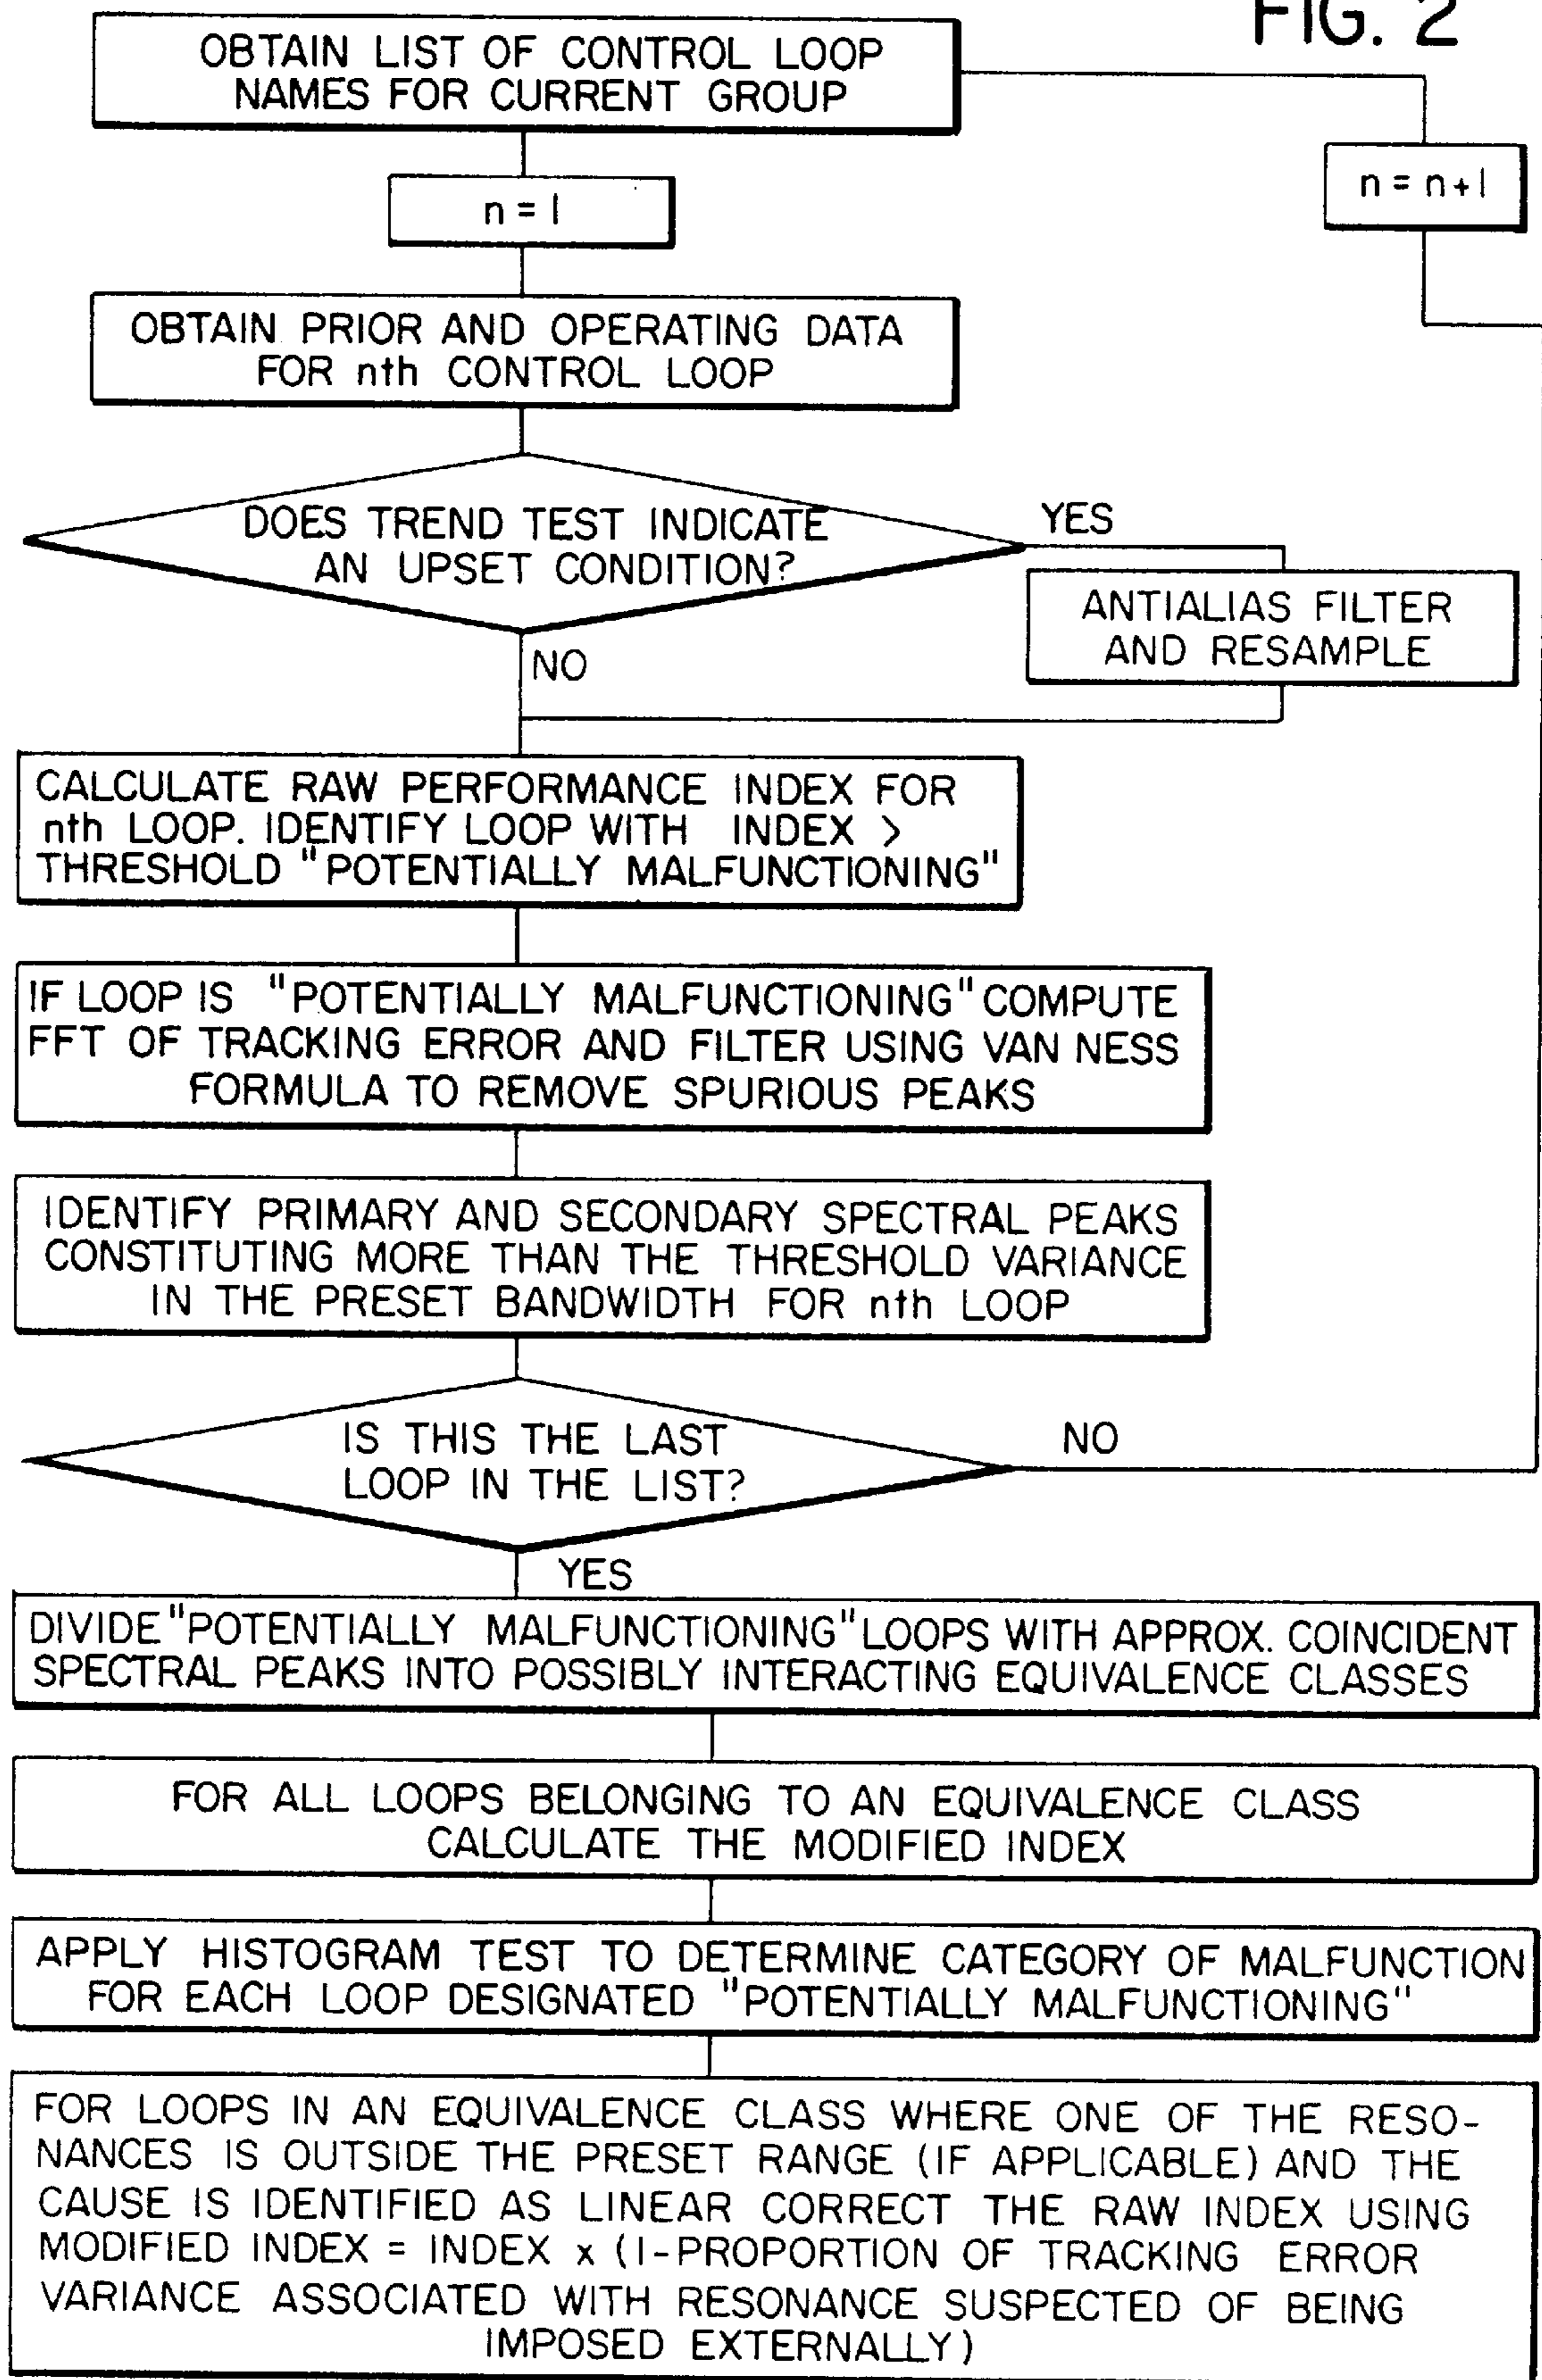 FIG. 2
OBTAIN LIST OF CONTROL LOOP
NAMES FOR CURRENT GROUP
n = n+1
n = 1
OBTAIN PRIOR AND OPERATING DATA
FOR nth CONTROL LOOP
DOES TREND TEST INDICATE
AN UPSET CONDITION?
YES
ANTIALIAS FILTER
AND RESAMPLE
NO
CALCULATE RAW PERFORMANCE INDEX FOR
nth LOOP. IDENTIFY LOOP WITH INDEX >
THRESHOLD "POTENTIALLY MALFUNCTIONING"
IF LOOP IS "POTENTIALLY MALFUNCTIONING" COMPUTE
FFT OF TRACKING ERROR AND FILTER USING VAN NESS
FORMULA TO REMOVE SPURIOUS PEAKS
IDENTIFY PRIMARY AND SECONDARY SPECTRAL PEAKS
CONSTITUTING MORE THAN THE THRESHOLD VARIANCE
IN THE PRESET BANDWIDTH FOR nth LOOP
IS THIS THE LAST
LOOP IN THE LIST?
NO
YES
DIVIDE "POTENTIALLY MALFUNCTIONING" LOOPS WITH APPROX. COINCIDENT
SPECTRAL PEAKS INTO POSSIBLY INTERACTING EQUIVALENCE CLASSES
FOR ALL LOOPS BELONGING TO AN EQUIVALENCE CLASS
CALCULATE THE MODIFIED INDEX
APPLY HISTOGRAM TEST TO DETERMINE CATEGORY OF MALFUNCTION
FOR EACH LOOP DESIGNATED "POTENTIALLY MALFUNCTIONING"
FOR LOOPS IN AN EQUIVALENCE CLASS WHERE ONE OF THE RESO-
NANCES IS OUTSIDE THE PRESET RANGE (IF APPLICABLE) AND THE
CAUSE IS IDENTIFIED AS LINEAR CORRECT THE RAW INDEX USING
MODIFIED INDEX = INDEX x (1-PROPORTION OF TRACKING ERROR
VARIANCE ASSOCIATED WITH RESONANCE SUSPECTED OF BEING
IMPOSED EXTERNALLY)